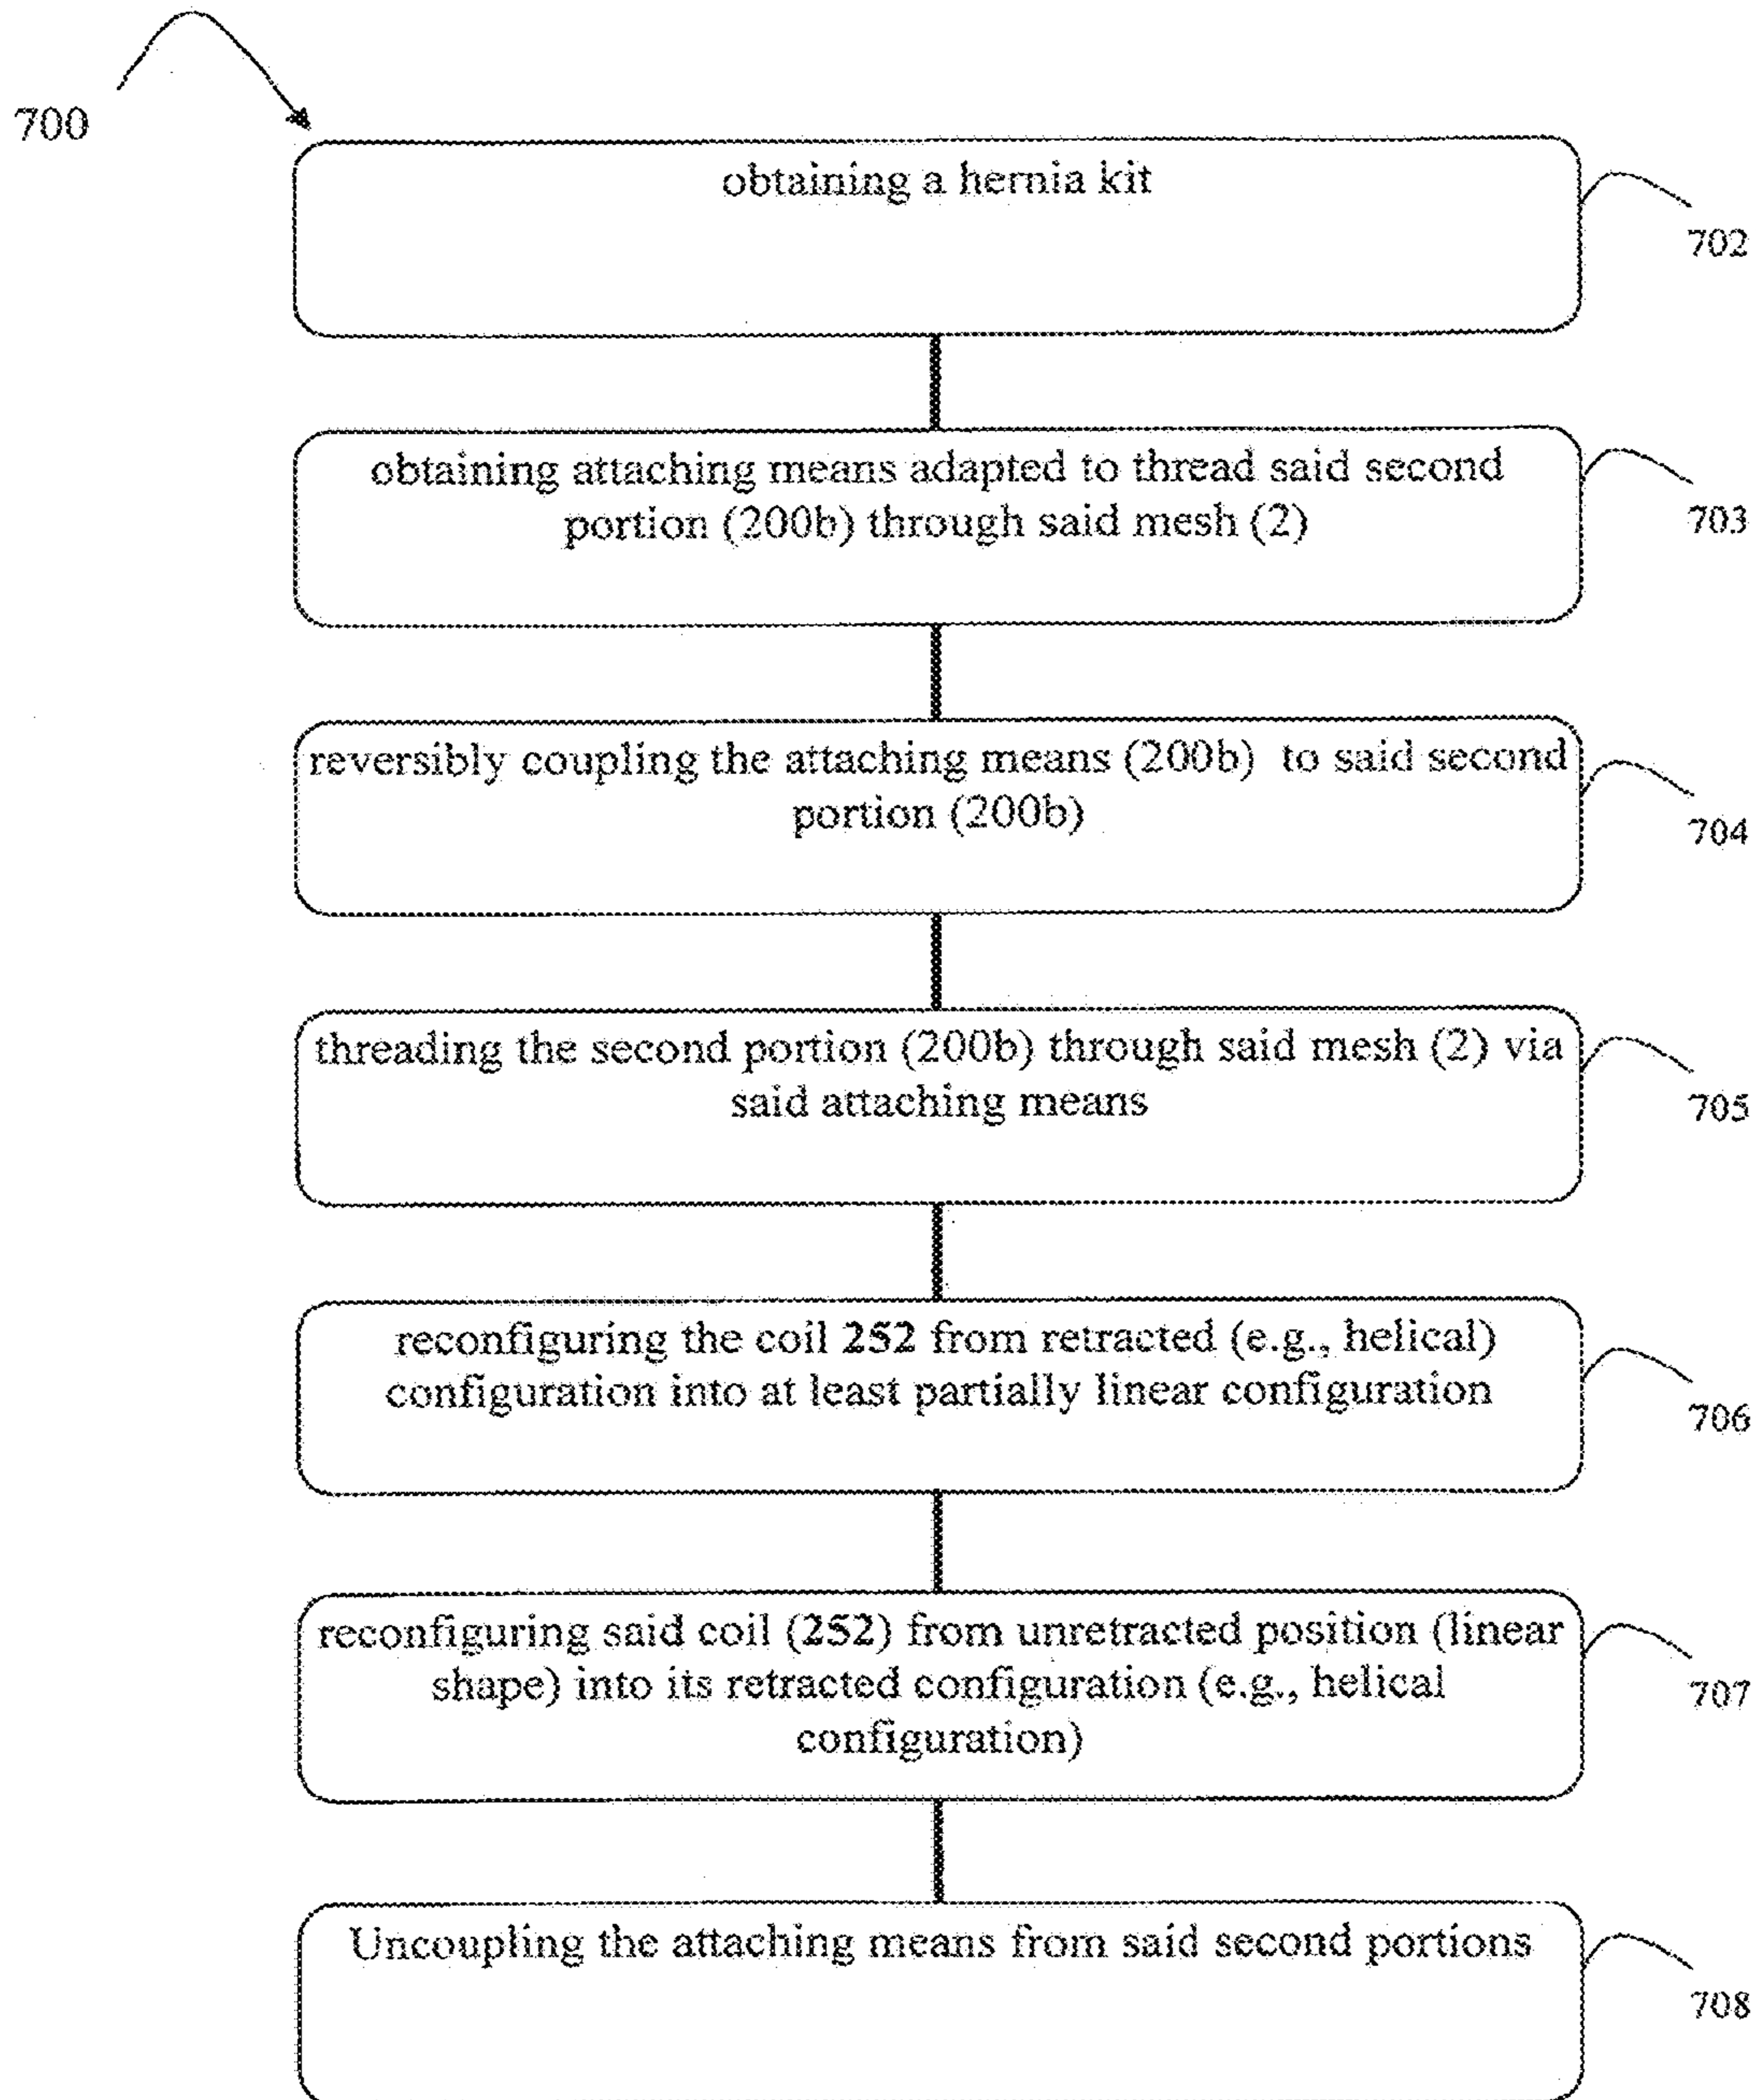 700
obtaining a hernia kit
702
obtaining attaching means adapted to thread said second
portion (200b) through said mesh (2)
703
reversibly coupling the attaching means (200b) to said second
portion (200b)
704
threading the second portion (200b) through said mesh (2) via
said attaching means
705
reconfiguring the coil 252 from retracted (e.g., helical)
configuration into at least partially linear configuration
706
reconfiguring said coil (252) from unretracted position (linear
shape) into its retracted configuration (e.g., helical
configuration)
707
Uncoupling the attaching means from said second portions
708